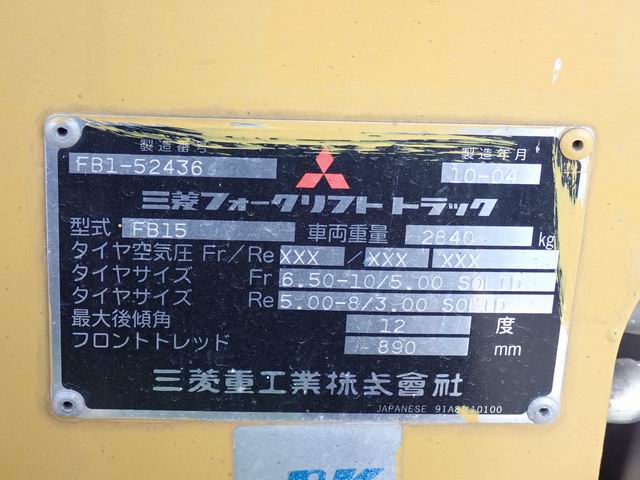 製造番号 製造年月
FB1-52436 10-04
三菱フォークリフトトラック
型式 FB15 車両重量 2840 kg
タイヤ空気圧 Fr/Re XXX / XXX XXX
タイヤサイズ Fr 6.50-10/5.00 SOLID
タイヤサイズ Re 5.00-8/3.00 SOLID
最大後傾角 12 度
フロントトレッド 890 mm
三菱重工業株式會社
JAPANESE